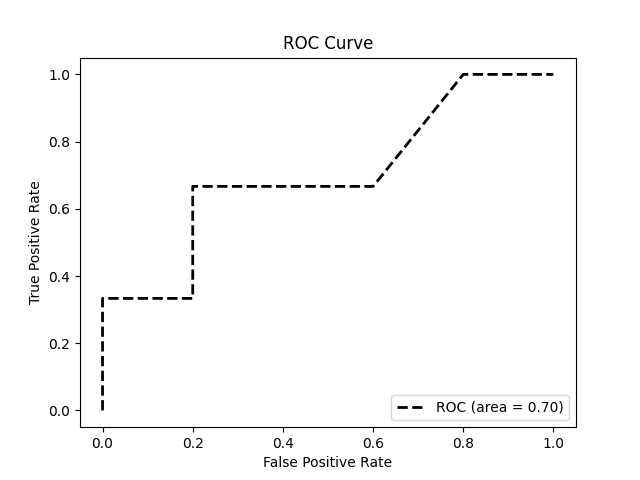 ROC Curve
True Positive Rate
1.0
0.8
0.6
0.4
0.2
0.0
0.0 0.2 0.4 0.6 0.8 1.0
False Positive Rate
ROC (area = 0.70)